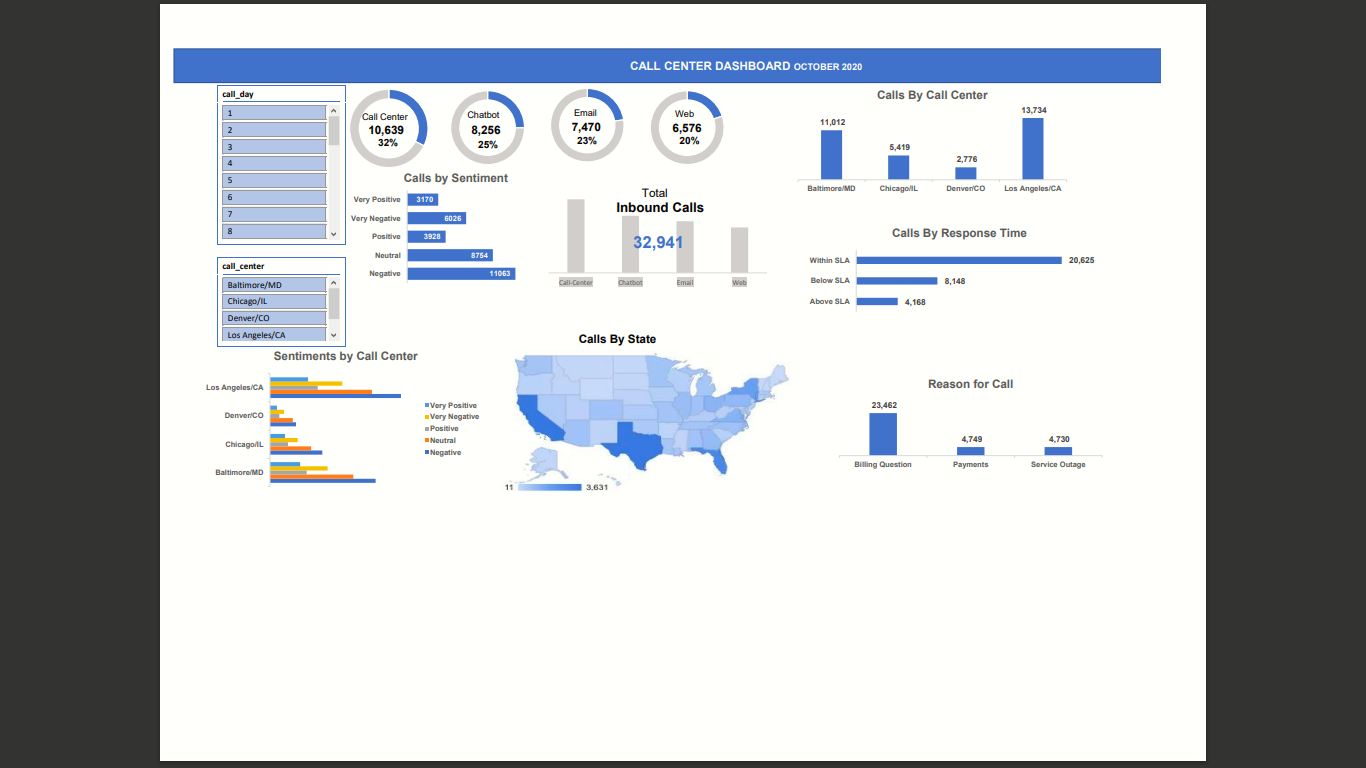 CALL CENTER DASHBOARD OCTOBER 2020
call_day
1
2
3
4
5
6
7
8
call_center
Baltimore/MD
Chicago/IL
Denver/CO
Los Angeles/CA
Call Center
10,639
32%
Chatbot
8,256
25%
Email
7,470
23%
Web
6,576
20%
Calls by Sentiment
Very Positive 3170
Very Negative 6026
Positive 3928
Neutral 8754
Negative 11063
Total
Inbound Calls
32,941
Call-Center Chatbot Email Web
Calls By Call Center
11,012 5,419 2,776 13,734
Baltimore/MD Chicago/IL Denver/CO Los Angeles/CA
Calls By Response Time
Within SLA 20,625
Below SLA 8,148
Above SLA 4,168
Sentiments by Call Center
Los Angeles/CA
Denver/CO
Chicago/IL
Baltimore/MD
Very Positive
Very Negative
Positive
Neutral
Negative
Calls By State
11 3,631
Reason for Call
23,462 4,749 4,730
Billing Question Payments Service Outage